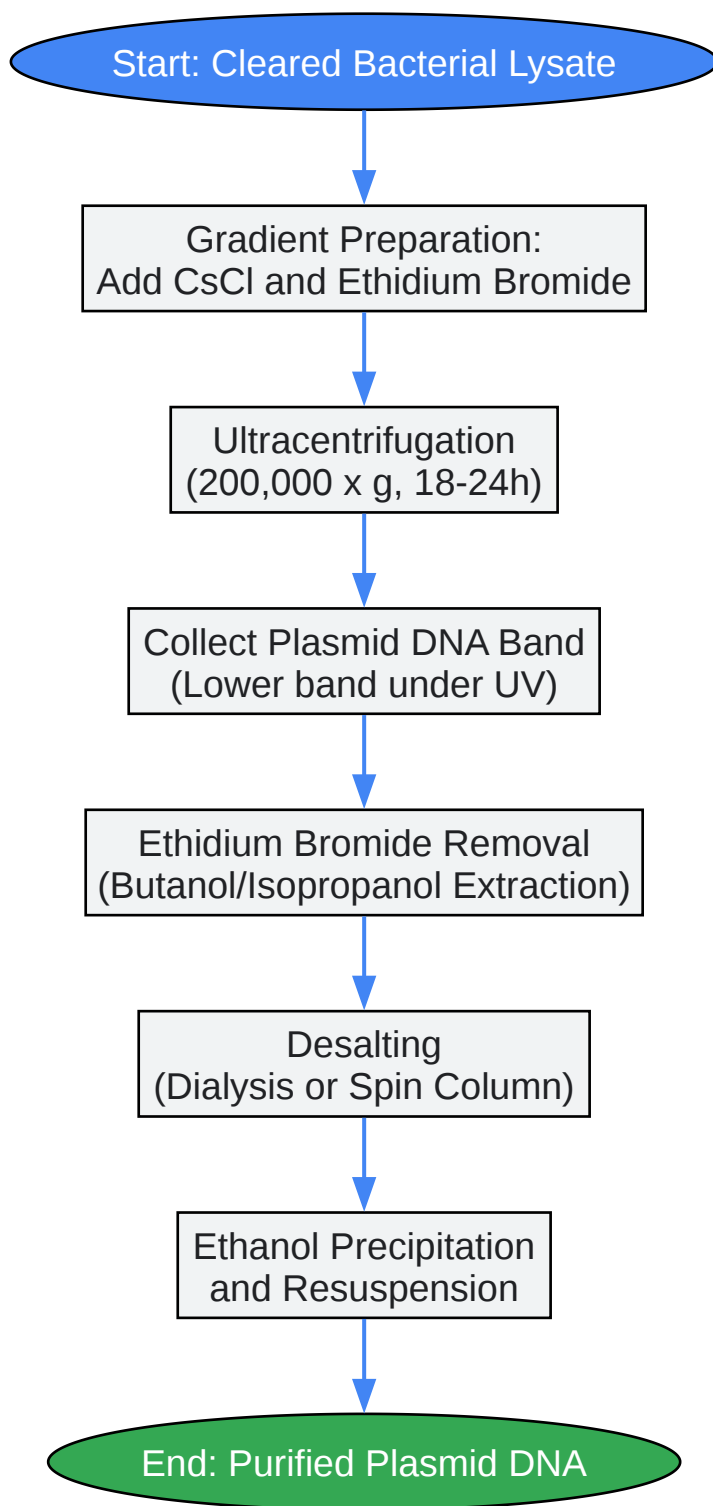 Start: Cleared Bacterial Lysate
Gradient Preparation:
Add CsCl and Ethidium Bromide
Ultracentrifugation
(200,000 x g, 18-24h)
Collect Plasmid DNA Band
(Lower band under UV)
Ethidium Bromide Removal
(Butanol/Isopropanol Extraction)
Desalting
(Dialysis or Spin Column)
Ethanol Precipitation
and Resuspension
End: Purified Plasmid DNA